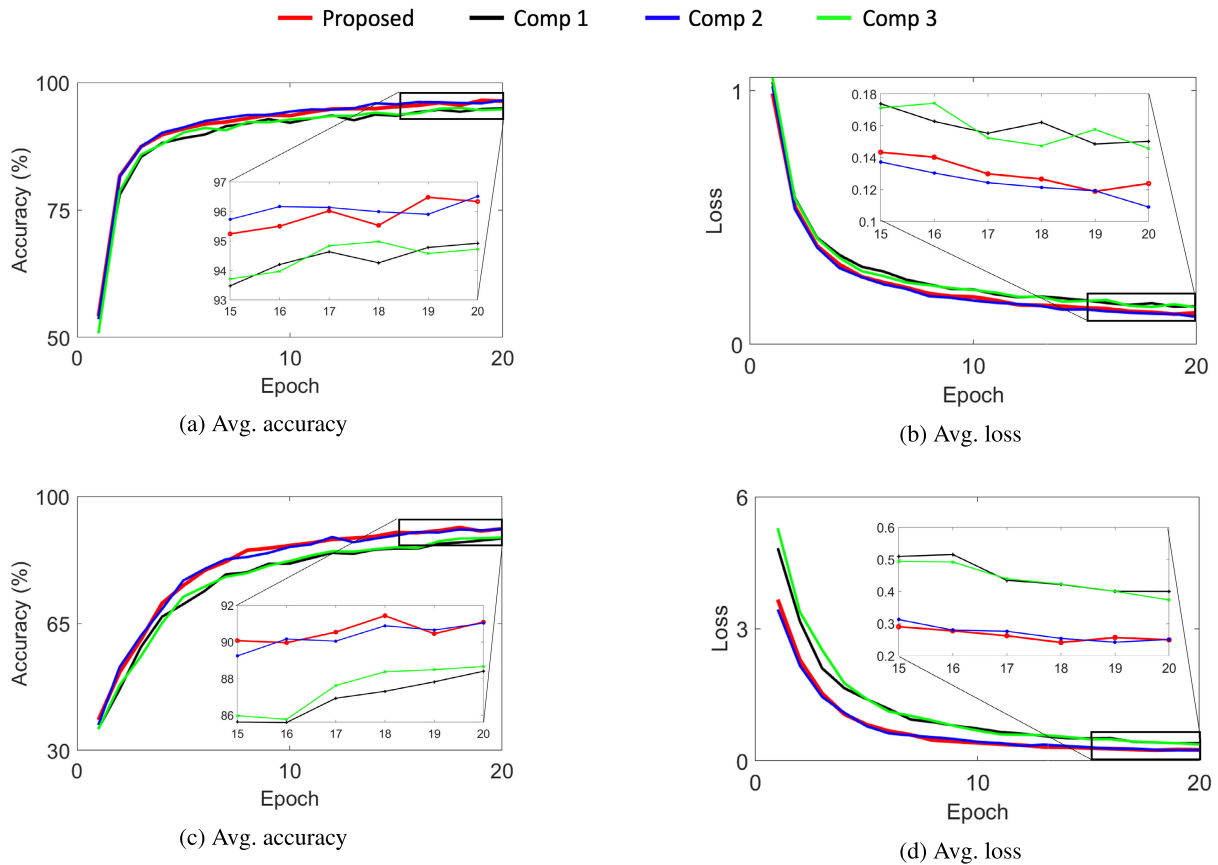 Proposed Comp 1 Comp 2 Comp 3
100
75
50
Accuracy (%)
97
96
95
94
93
15 16 17 18 19 20
0 10 20
Epoch
(a) Avg. accuracy
1
0
Loss
0.18
0.16
0.14
0.12
0.1
15 16 17 18 19 20
0 10 20
Epoch
(b) Avg. loss
100
65
30
Accuracy (%)
92
90
88
86
15 16 17 18 19 20
0 10 20
Epoch
(c) Avg. accuracy
6
3
0
Loss
0.6
0.5
0.4
0.3
0.2
15 16 17 18 19 20
0 10 20
Epoch
(d) Avg. loss